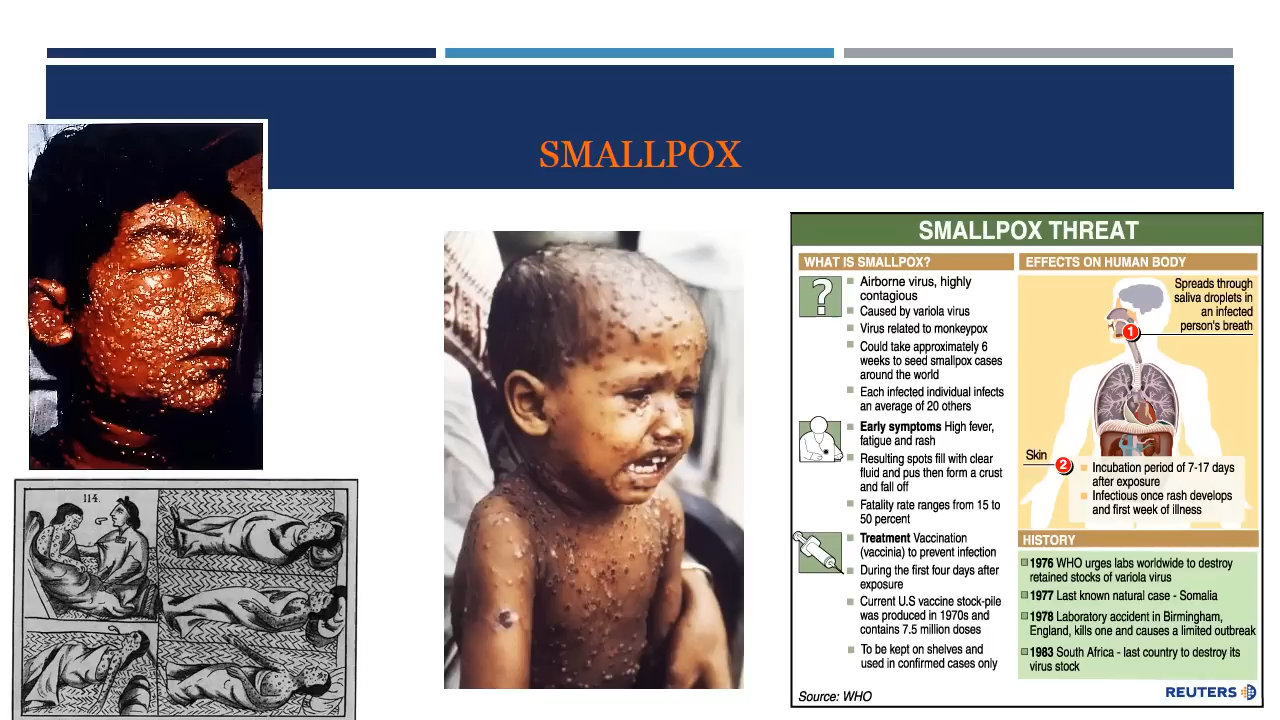 SMALLPOX
114.
SMALLPOX THREAT
WHAT IS SMALLPOX?
?
Airborne virus, highly
contagious
Caused by variola virus
Virus related to monkeypox
Could take approximately 6
weeks to seed smallpox cases
around the world
Each infected individual infects
an average of 20 others
Early symptoms High fever,
fatigue and rash
Resulting spots fill with clear
fluid and pus then form a crust
and fall off
Fatality rate ranges from 15 to
50 percent
Treatment Vaccination
(vaccinia) to prevent infection
During the first four days after
exposure
Current U.S vaccine stock-pile
was produced in 1970s and
contains 7.5 million doses
To be kept on shelves and
used in confirmed cases only
Source: WHO
EFFECTS ON HUMAN BODY
Spreads through
saliva droplets in
an infected
person's breath
1
Skin
2
Incubation period of 7-17 days
after exposure
Infectious once rash develops
and first week of illness
HISTORY
1976 WHO urges labs worldwide to destroy
retained stocks of variola virus
1977 Last known natural case - Somalia
1978 Laboratory accident in Birmingham,
England, kills one and causes a limited outbreak
1983 South Africa - last country to destroy its
virus stock
REUTERS